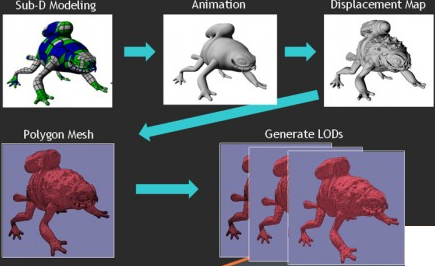 Sub-D Modeling
Animation
Displacement Map
Polygon Mesh
Generate LODs